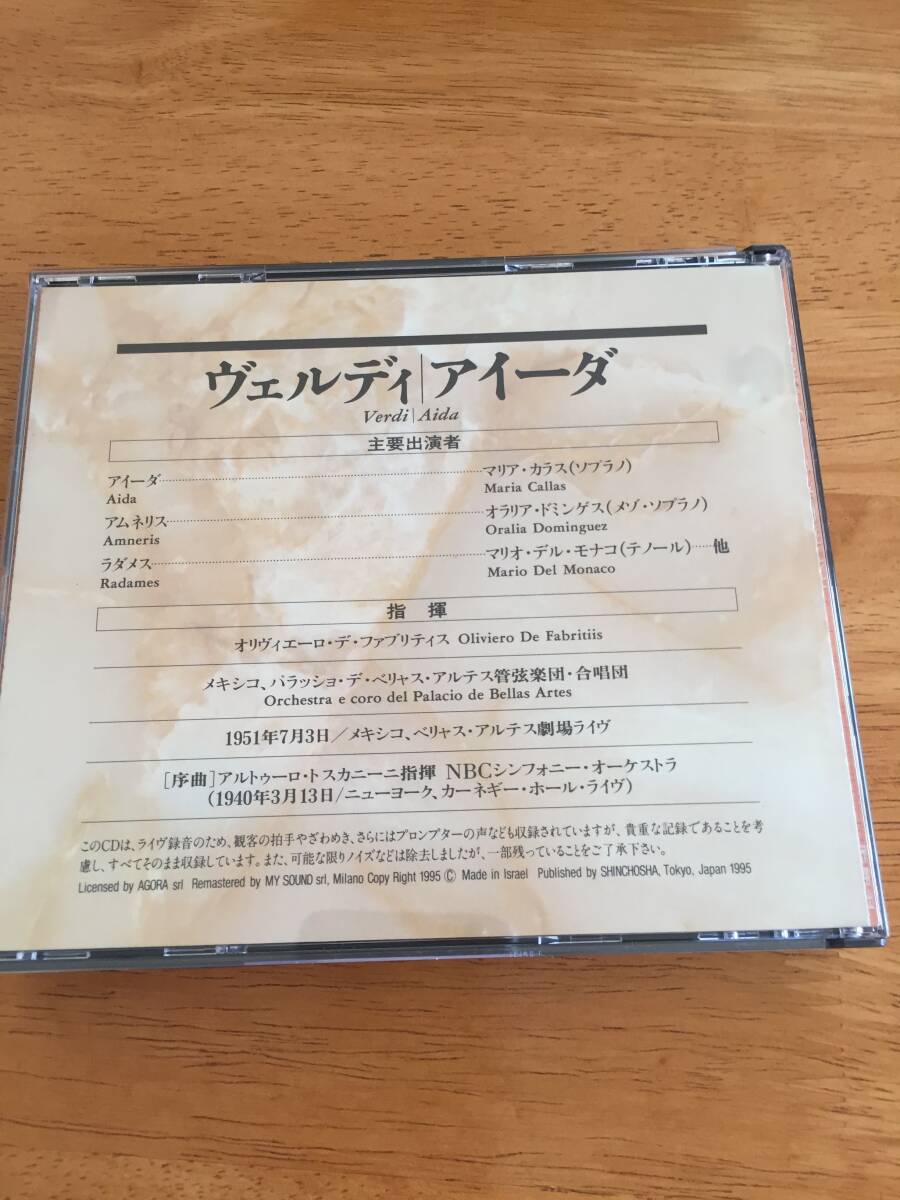 ヴェルディ|アイーダ
Verdi|Aida
主要出演者
アイーダ……マリア・カラス(ソプラノ)
Aida Maria Callas
アムネリス……オラリア・ドミンゲス(メゾ・ソプラノ)
Amneris Oralia Dominguez
ラダメス……マリオ・デル・モナコ(テノール)……他
Radames Mario Del Monaco
指揮
オリヴィエーロ・デ・ファブリティス Oliviero De Fabritiis
メキシコ、パラッショ・デ・ベリャス・アルテス管弦楽団・合唱団
Orchestra e coro del Palacio de Bellas Artes
1951年7月3日/メキシコ、ベリャス・アルテス劇場ライヴ
[序曲]アルトゥーロ・トスカニーニ指揮 NBCシンフォニー・オーケストラ
(1940年3月13日/ニューヨーク、カーネギー・ホール・ライヴ)
このCDは、ライヴ録音のため、観客の拍手やざわめき、さらにはプロンプターの声なども収録されていますが、貴重な記録であることを考
慮し、すべてそのまま収録しています。また、可能な限りノイズなどは除去しましたが、一部残っていることをご了承下さい。
Licensed by AGORA srl Remastered by MY SOUND srl, Milano Copy Right 1995 © Made in Israel Published by SHINCHOSHA, Tokyo, Japan 1995